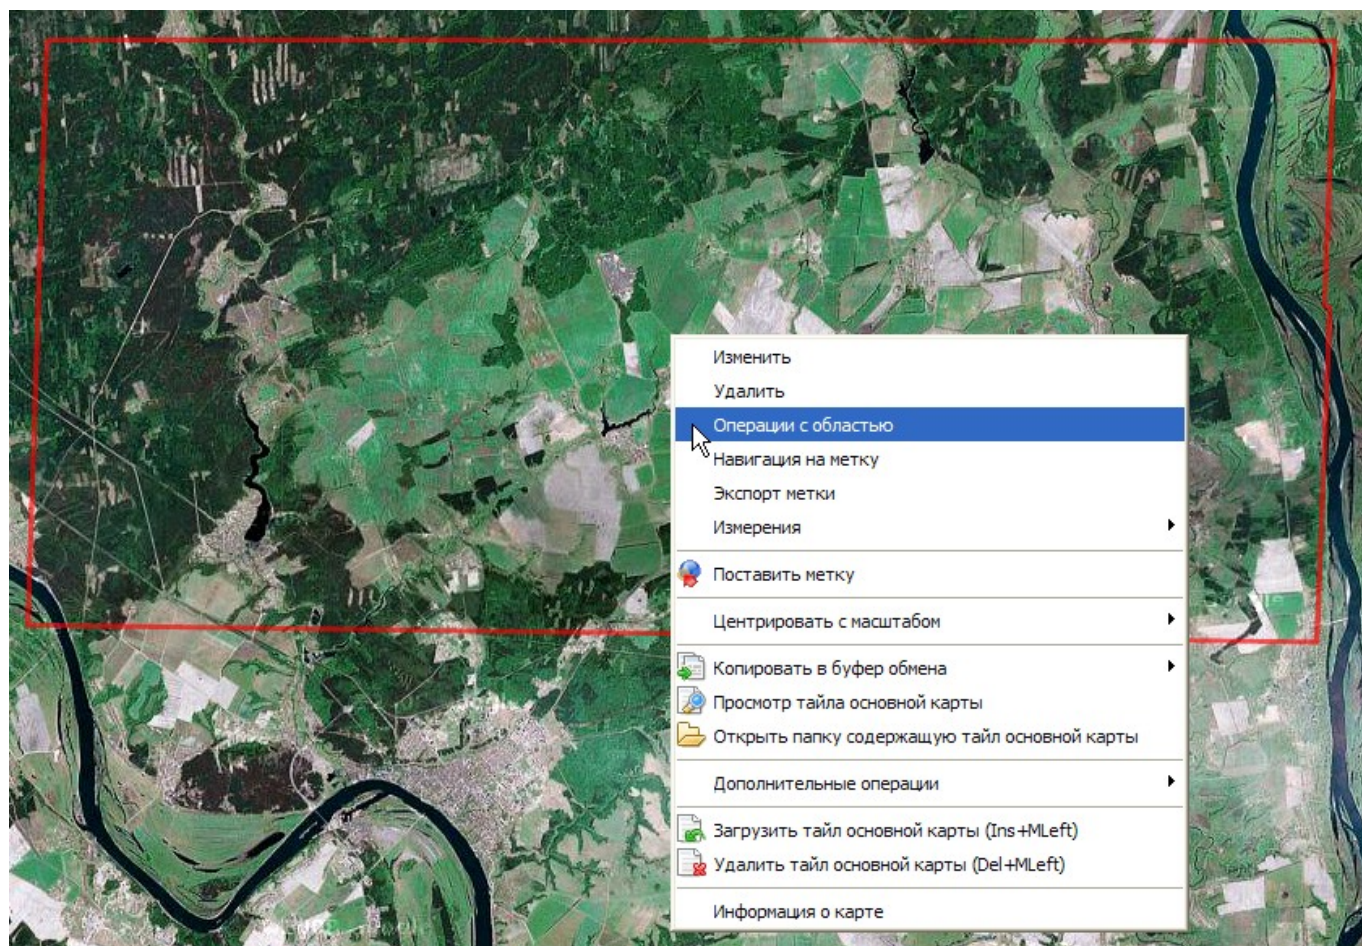 Изменить
Удалить
Операции с областью
Навигация на метку
Экспорт метки
Измерения
Поставить метку
Центрировать с масштабом
Копировать в буфер обмена
Просмотр тайла основной карты
Открыть папку содержащую тайл основной карты
Дополнительные операции
Загрузить тайл основной карты (Ins+MLeft)
Удалить тайл основной карты (Del+MLeft)
Информация о карте